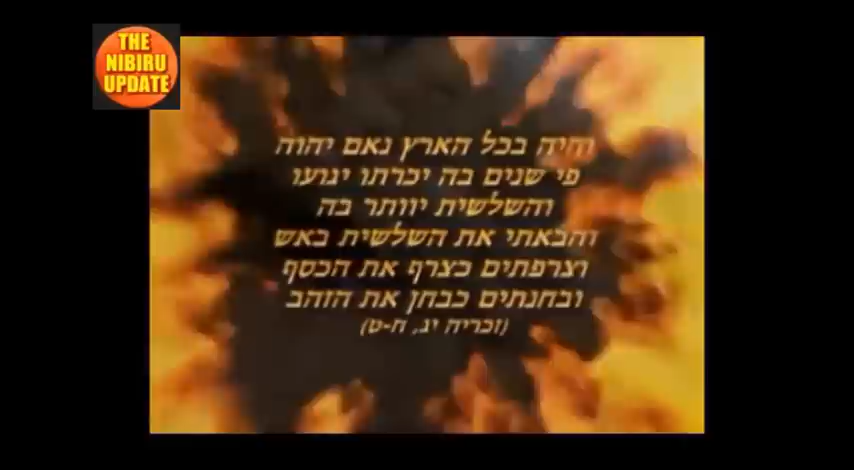 THE
NIBIRU
UPDATE
והיה בכל הארץ נאם יהוה
פי שנים בה יכרתו יגועו
והשלשית יוותר בה
והבאתי את השלשית באש
וצרפתים כצרף את הכסף
ובחנתים כבחן את הזהב
(זכריה יג, ח-ט)